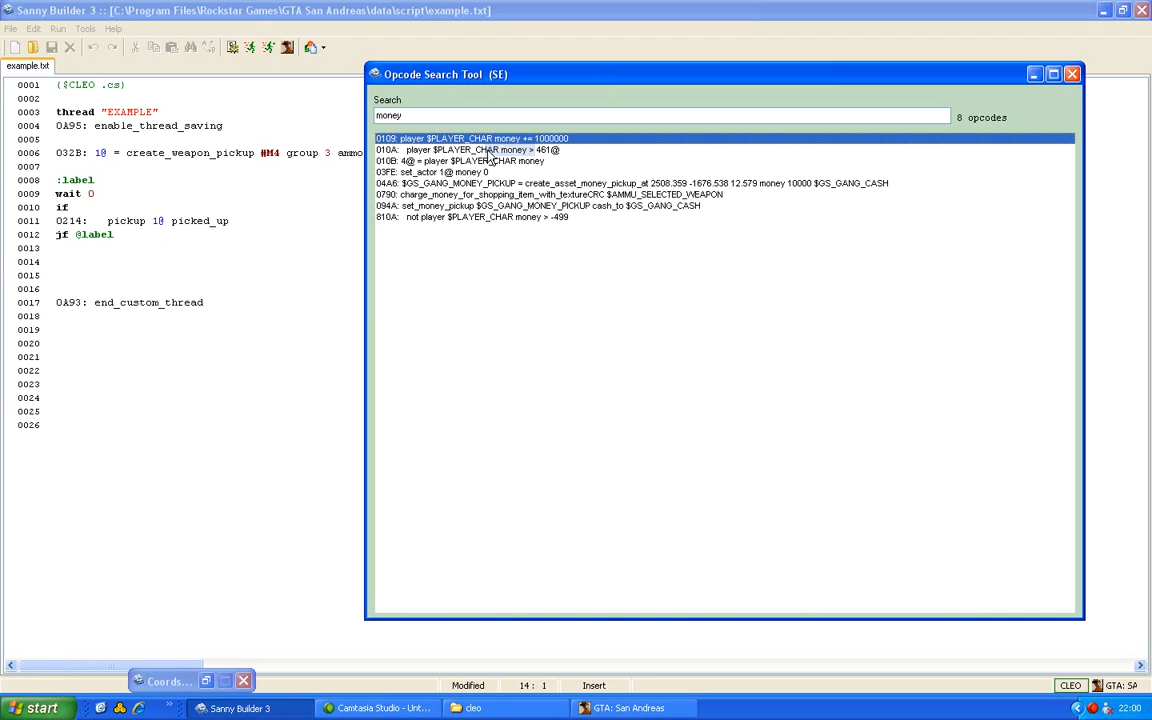 Sanny Builder 3 :: [C:\Program Files\Rockstar Games\GTA San Andreas\data\script\example.txt]
File Edit Run Tools Help
example.txt
0001 {$CLEO .cs}
0002
0003 thread "EXAMPLE"
0004 0A95: enable_thread_saving
0005
0006 032B: 1@ = create_weapon_pickup #M4 group 3 ammo
0007
0008 :label
0009 wait 0
0010 if
0011 0214: pickup 1@ picked_up
0012 jf @label
0013
0014
0015
0016
0017 0A93: end_custom_thread
0018
0019
0020
0021
0022
0023
0024
0025
0026
Opcode Search Tool (SE)
Search
money
8 opcodes
0109: player $PLAYER_CHAR money += 1000000
010A: player $PLAYER_CHAR money > 461@
010B: 4@ = player $PLAYER_CHAR money
03FE: set_actor 1@ money 0
04A6: $GS_GANG_MONEY_PICKUP = create_asset_money_pickup_at 2508.359 -1676.538 12.579 money 10000 $GS_GANG_CASH
0790: charge_money_for_shopping_item_with_textureCRC $AMMU_SELECTED_WEAPON
094A: set_money_pickup $GS_GANG_MONEY_PICKUP cash_to $GS_GANG_CASH
810A: not player $PLAYER_CHAR money > -499
Coords...
Modified 14: 1 Insert CLEO GTA: SA
start Sanny Builder 3 Camtasia Studio - Unt... cleo GTA: San Andreas 22:00